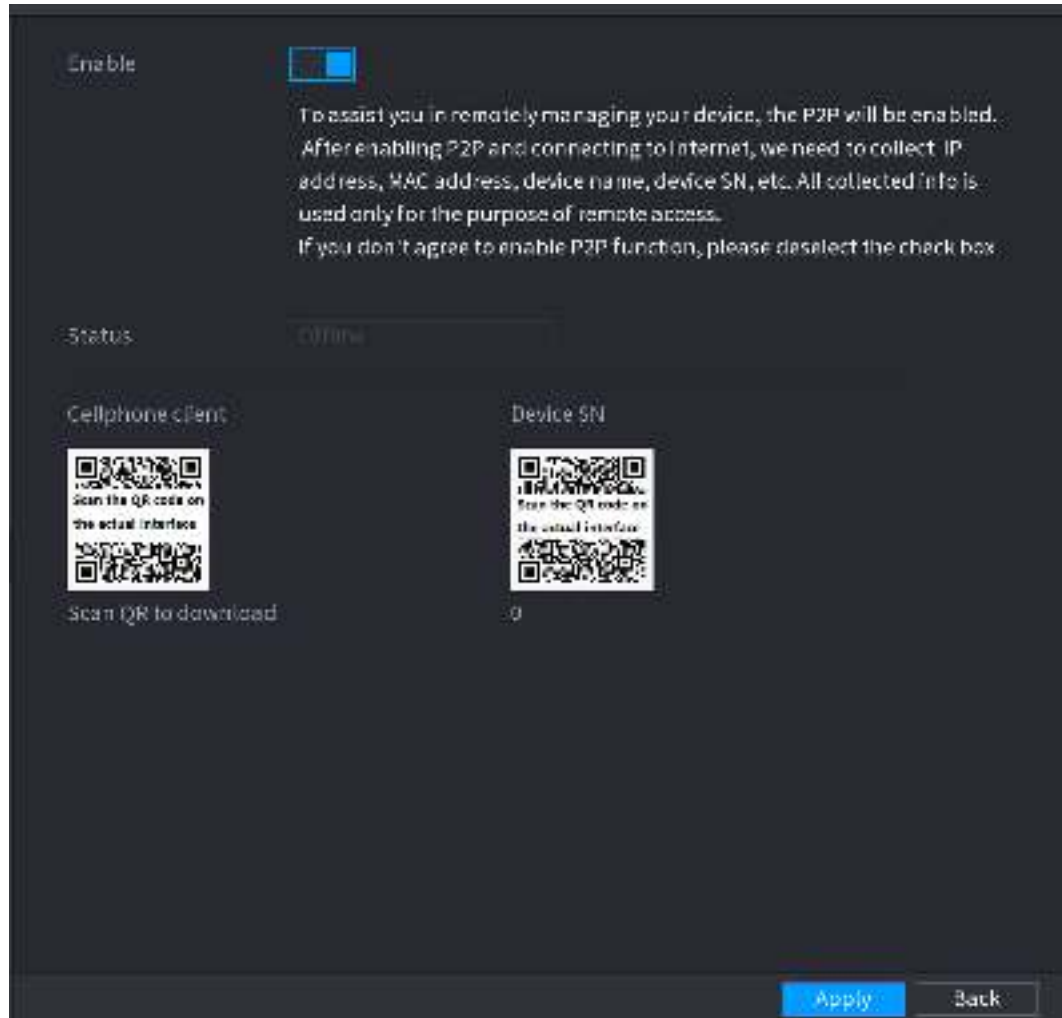 Enable
To assist you in remotely managing your device, the P2P will be enabled.
After enabling P2P and connecting to Internet, we need to collect IP
address, MAC address, device name, device SN, etc. All collected info is
used only for the purpose of remote access.
If you don't agree to enable P2P function, please deselect the check box
Status
Offline
Cellphone client
Device SN
Scan the QR code on
the actual interface
Scan the QR code on
the actual interface
Scan QR to download
0
Apply
Back